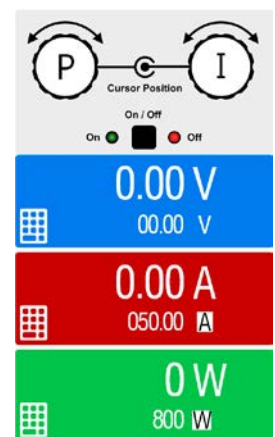 P C I
Cursor Position
On / Off
On Off
0.00 V
00.00 V
0.00 A
050.00 A
0 W
800 W